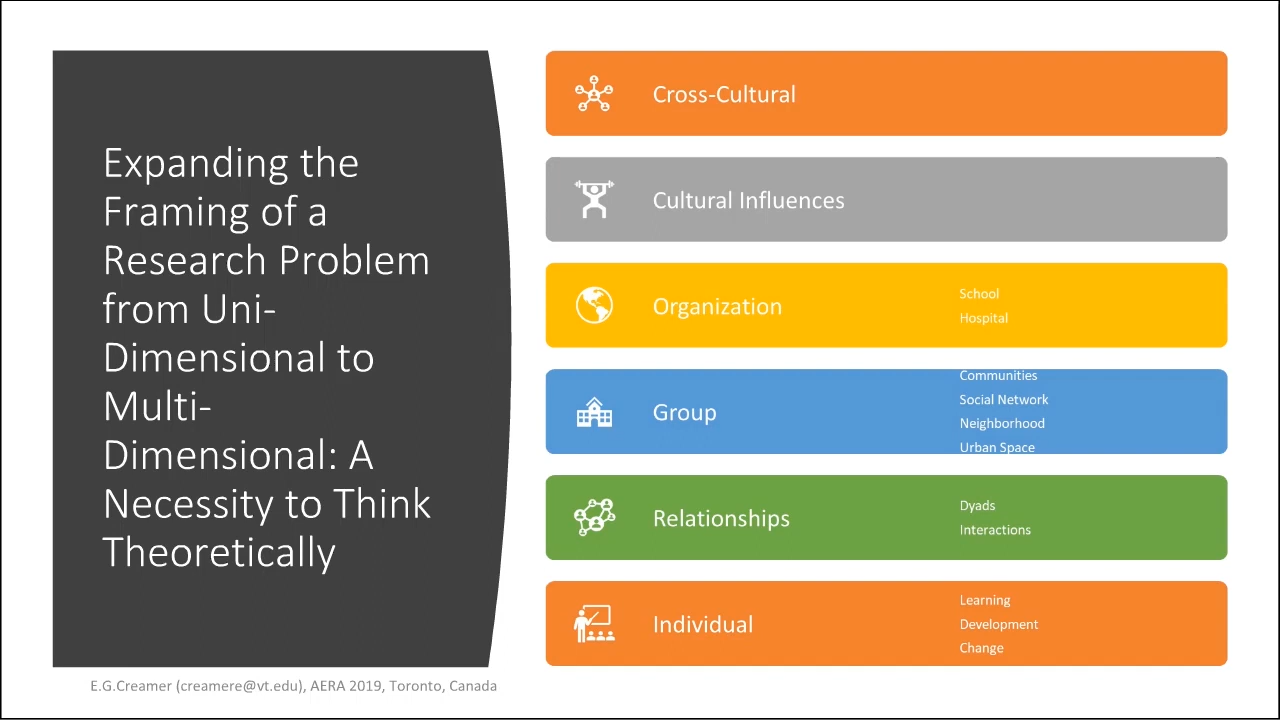 Expanding the
Framing of a
Research Problem
from Uni-
Dimensional to
Multi-
Dimensional: A
Necessity to Think
Theoretically
Cross-Cultural
Cultural Influences
Organization
School
Hospital
Group
Communities
Social Network
Neighborhood
Urban Space
Relationships
Dyads
Interactions
Individual
Learning
Development
Change
E.G.Creamer (creamere@vt.edu), AERA 2019, Toronto, Canada